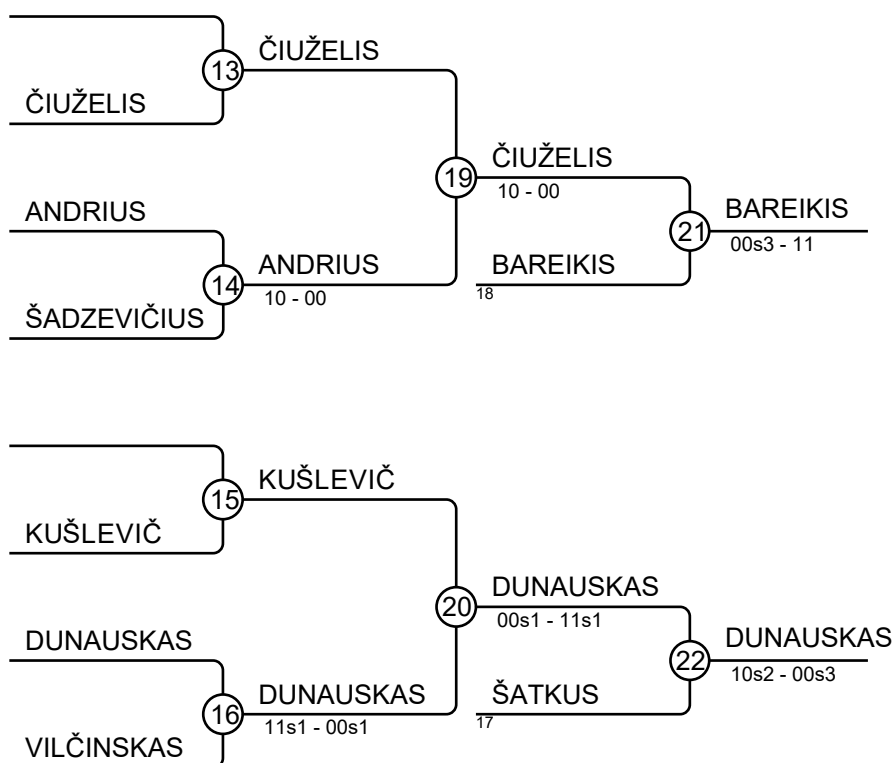 ČIUŽELIS
13
ČIUŽELIS
ČIUŽELIS
19
10 - 00
ANDRIUS
BAREIKIS
21
00s3 - 11
ANDRIUS
BAREIKIS
14
10 - 00
18
ŠADZEVIČIUS
KUŠLEVIČ
15
KUŠLEVIČ
DUNAUSKAS
20
00s1 - 11s1
DUNAUSKAS
DUNAUSKAS
22
10s2 - 00s3
DUNAUSKAS
ŠATKUS
16
11s1 - 00s1
17
VILČINSKAS